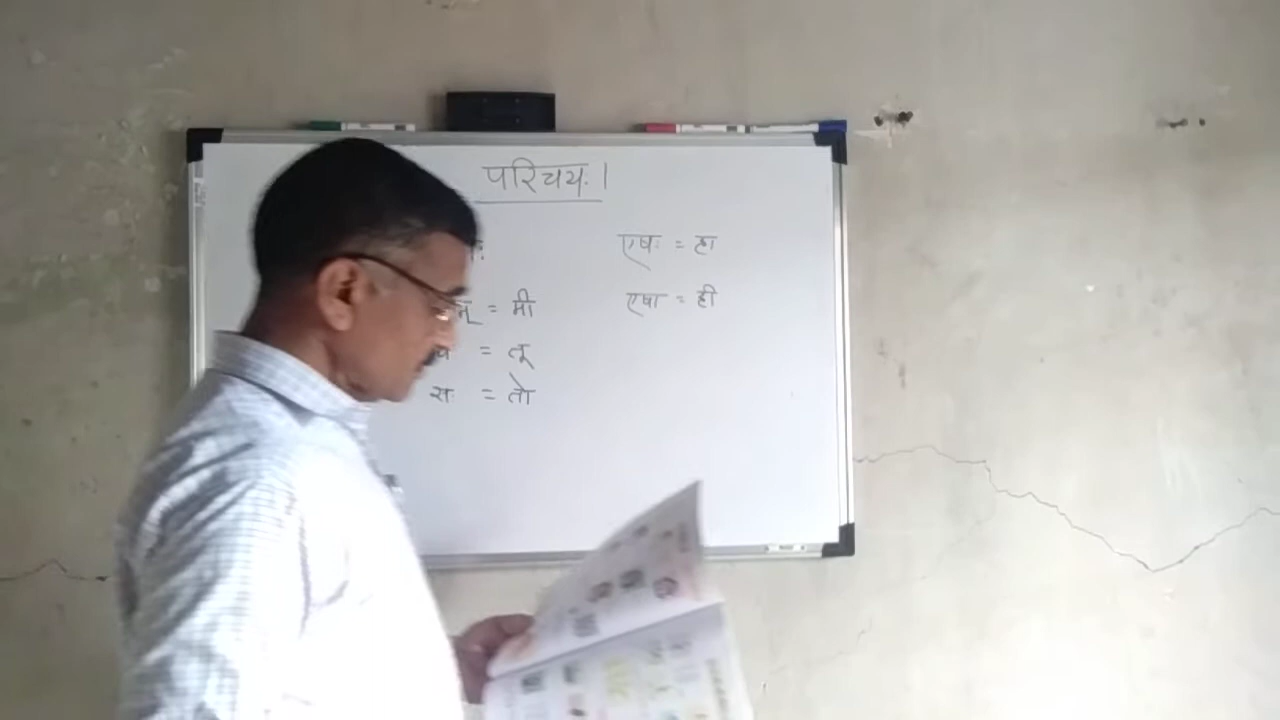 परिचयः।
एषः = हा
= मी
एषा = ही
= तू
सः = तो